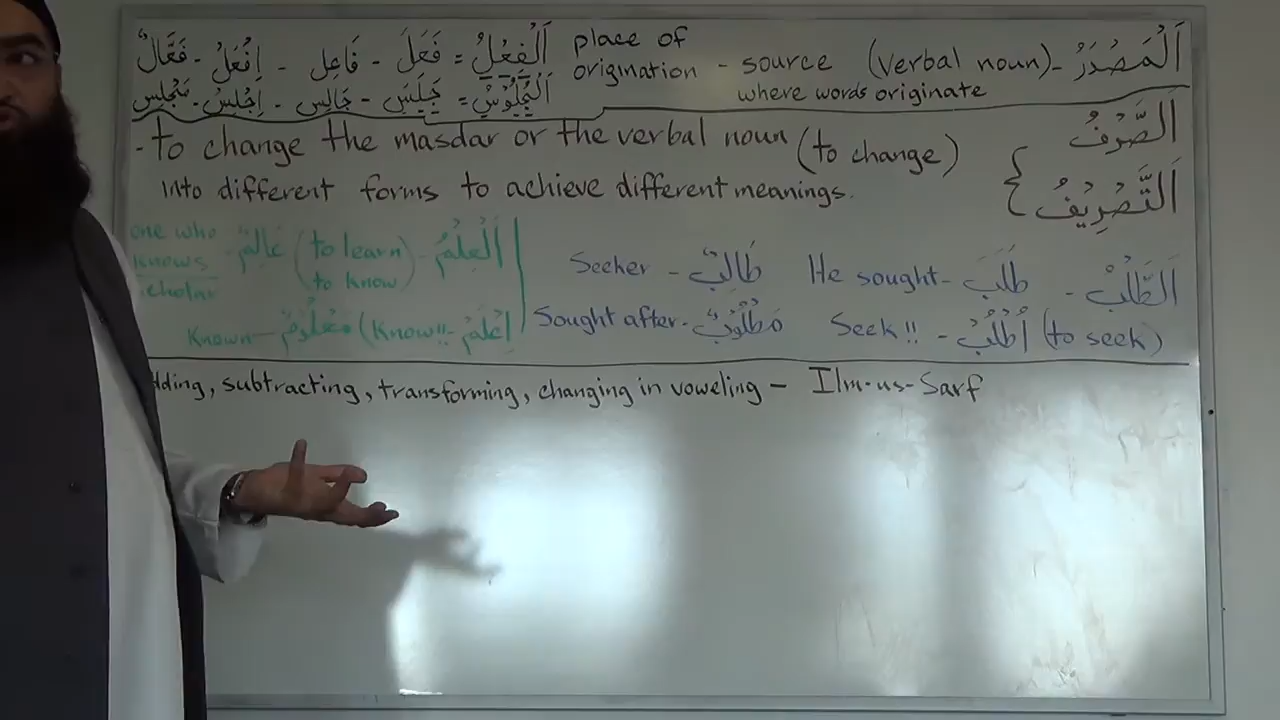 اَلْمَصْدَرُ - source (verbal noun) - place of origination
where words originate
اَلْفِعْلُ = فَعَلَ - فَاعِل - اِفْعَلْ - فَعَّالٌ
اَلْجُلُوْسُ = جَلَسَ - جَالِس - اِجْلِسْ - مَجْلِس
اَلصَّرْفُ
اَلتَّصْرِيْفُ
(to change) - to change the masdar or the verbal noun
into different forms to achieve different meanings.
اَلطَّلَبُ - طَلَبَ - He sought طَالِبٌ - Seeker
(to seek) اُطْلُبْ - Seek !! مَطْلُوْبٌ - Sought after
اَلْعِلْمُ - (to learn) عَالِمٌ - one who
to know) knows
scholar
اِعْلَمْ - Know!!) مَعْلُوْمٌ - Known
dding, subtracting, transforming, changing in voweling - Ilm-us-Sarf